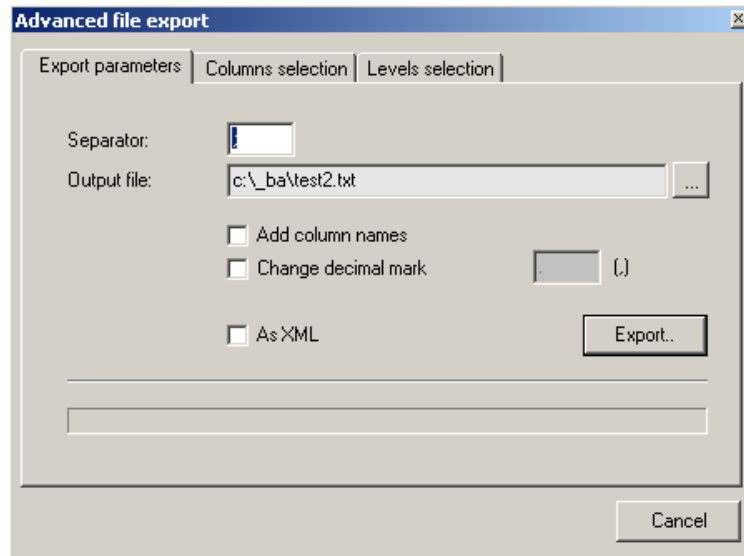 Advanced file export
Export parameters Columns selection Levels selection
Separator: ;
Output file: c:\_ba\test2.txt ...
Add column names
Change decimal mark . (,)
As XML Export..
Cancel